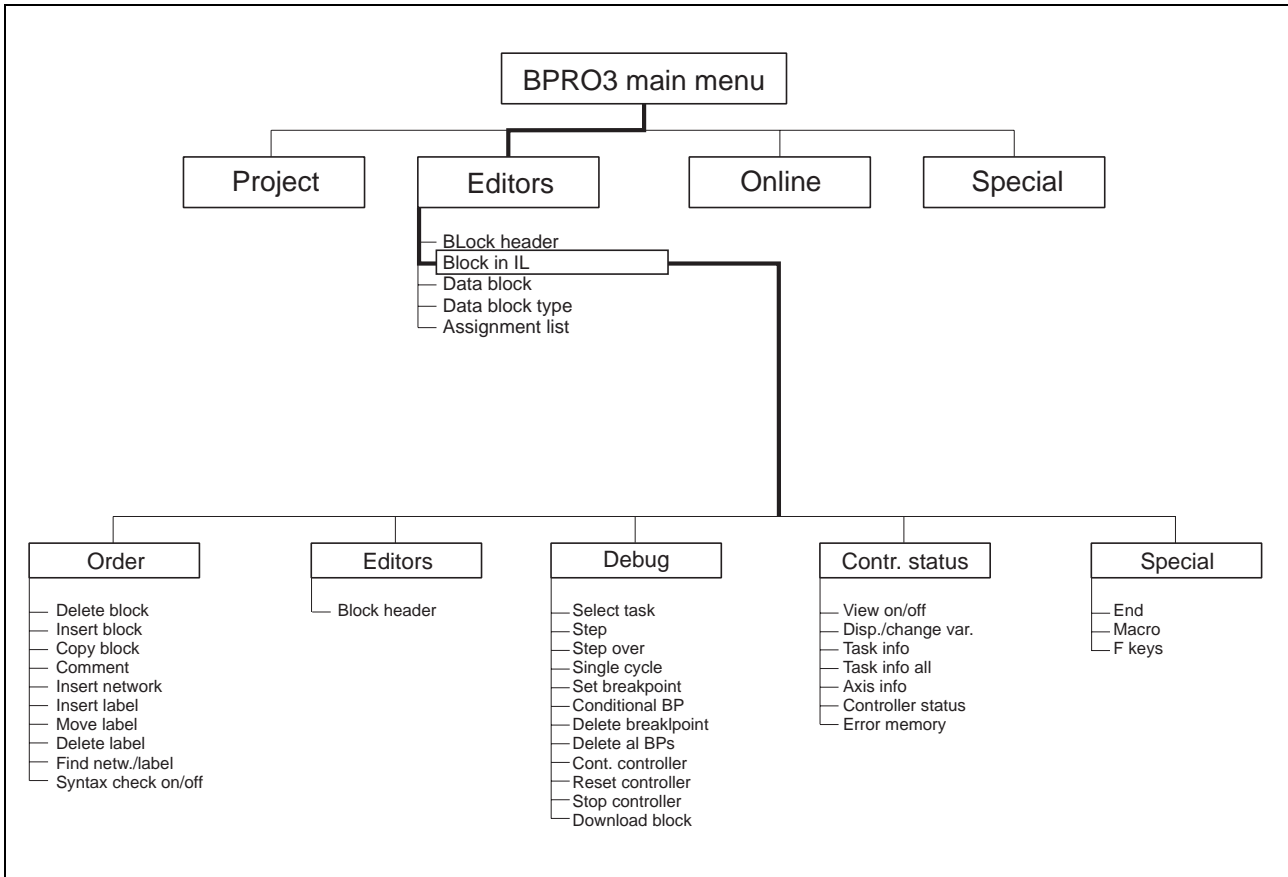 BPRO3 main menu
Project
Editors
Online
Special
BLock header
Block in IL
Data block
Data block type
Assignment list
Order
Delete block
Insert block
Copy block
Comment
Insert network
Insert label
Move label
Delete label
Find netw./label
Syntax check on/off
Editors
Block header
Debug
Select task
Step
Step over
Single cycle
Set breakpoint
Conditional BP
Delete breaklpoint
Delete al BPs
Cont. controller
Reset controller
Stop controller
Download block
Contr. status
View on/off
Disp./change var.
Task info
Task info all
Axis info
Controller status
Error memory
Special
End
Macro
F keys